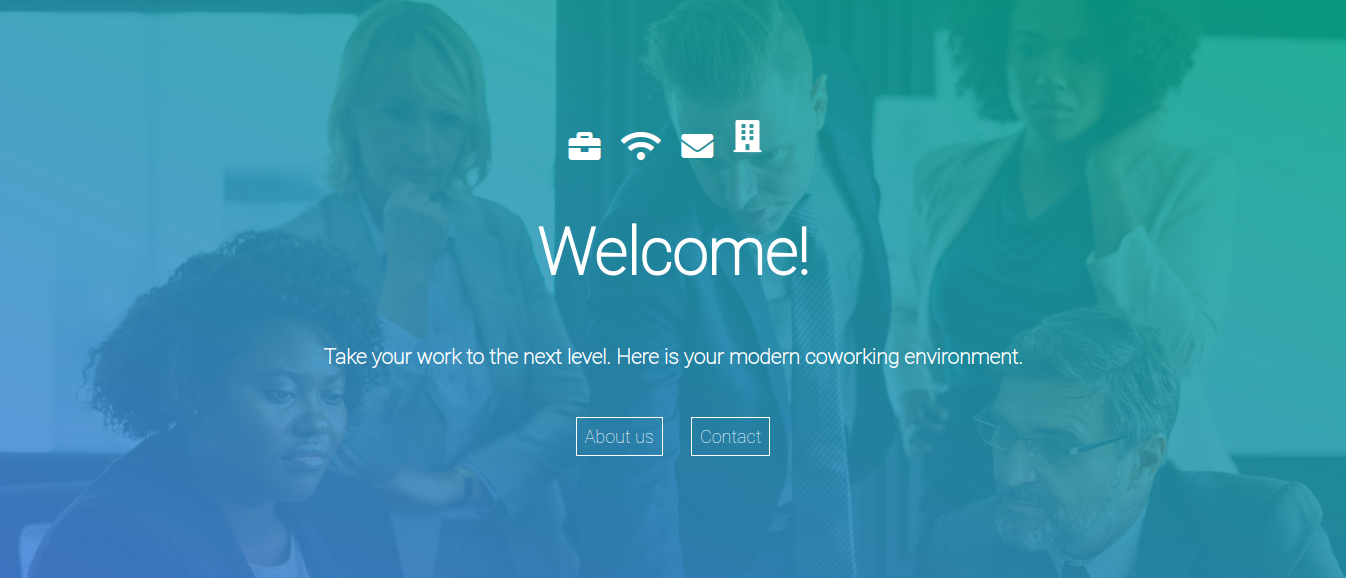 Welcome!
Take your work to the next level. Here is your modern coworking environment.
About us
Contact